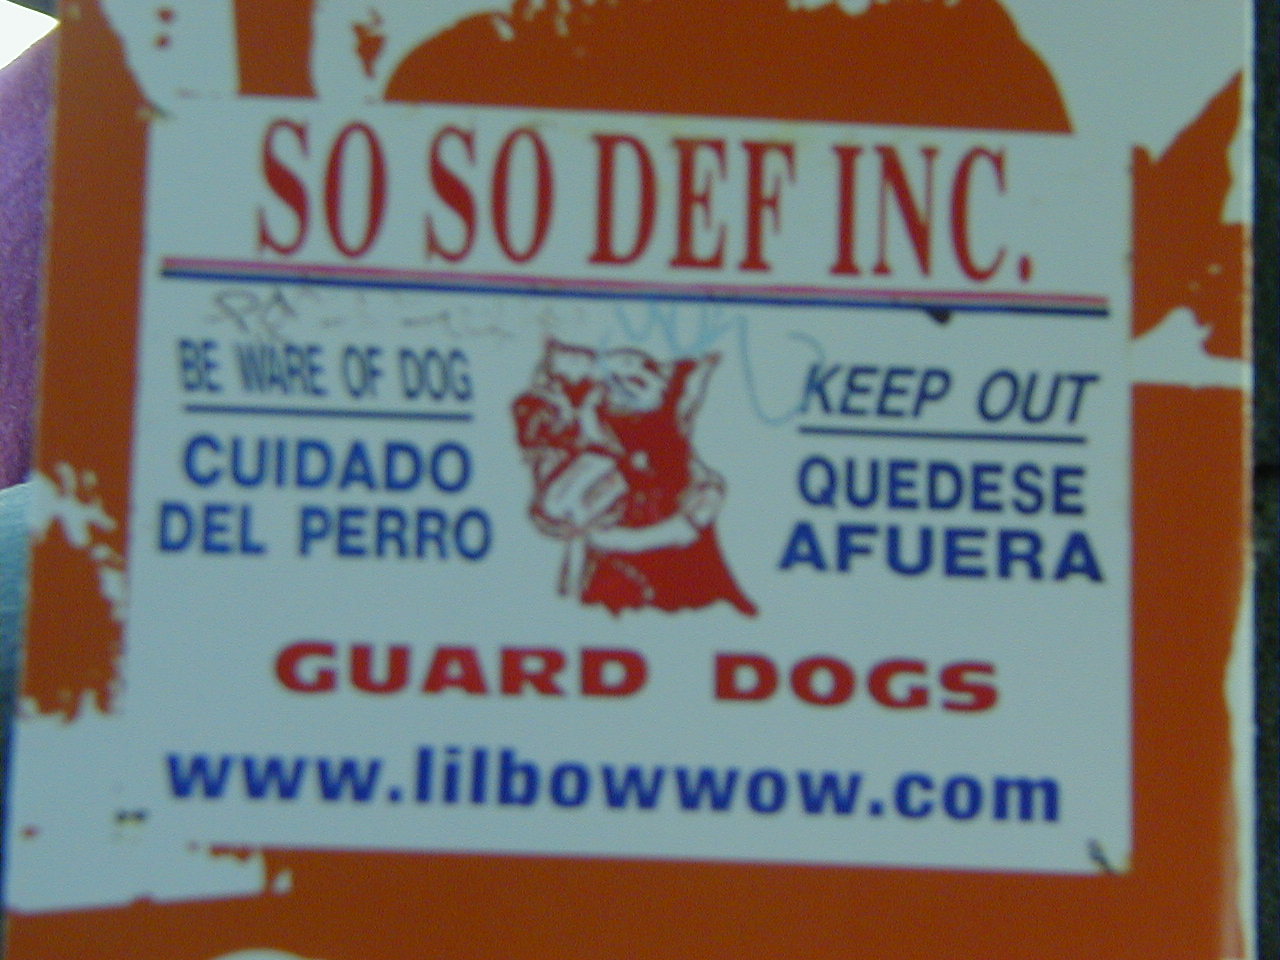 SO SO DEF INC.
BE WARE OF DOG
CUIDADO
DEL PERRO
KEEP OUT
QUEDESE
AFUERA
GUARD DOGS
www.lilbowwow.com